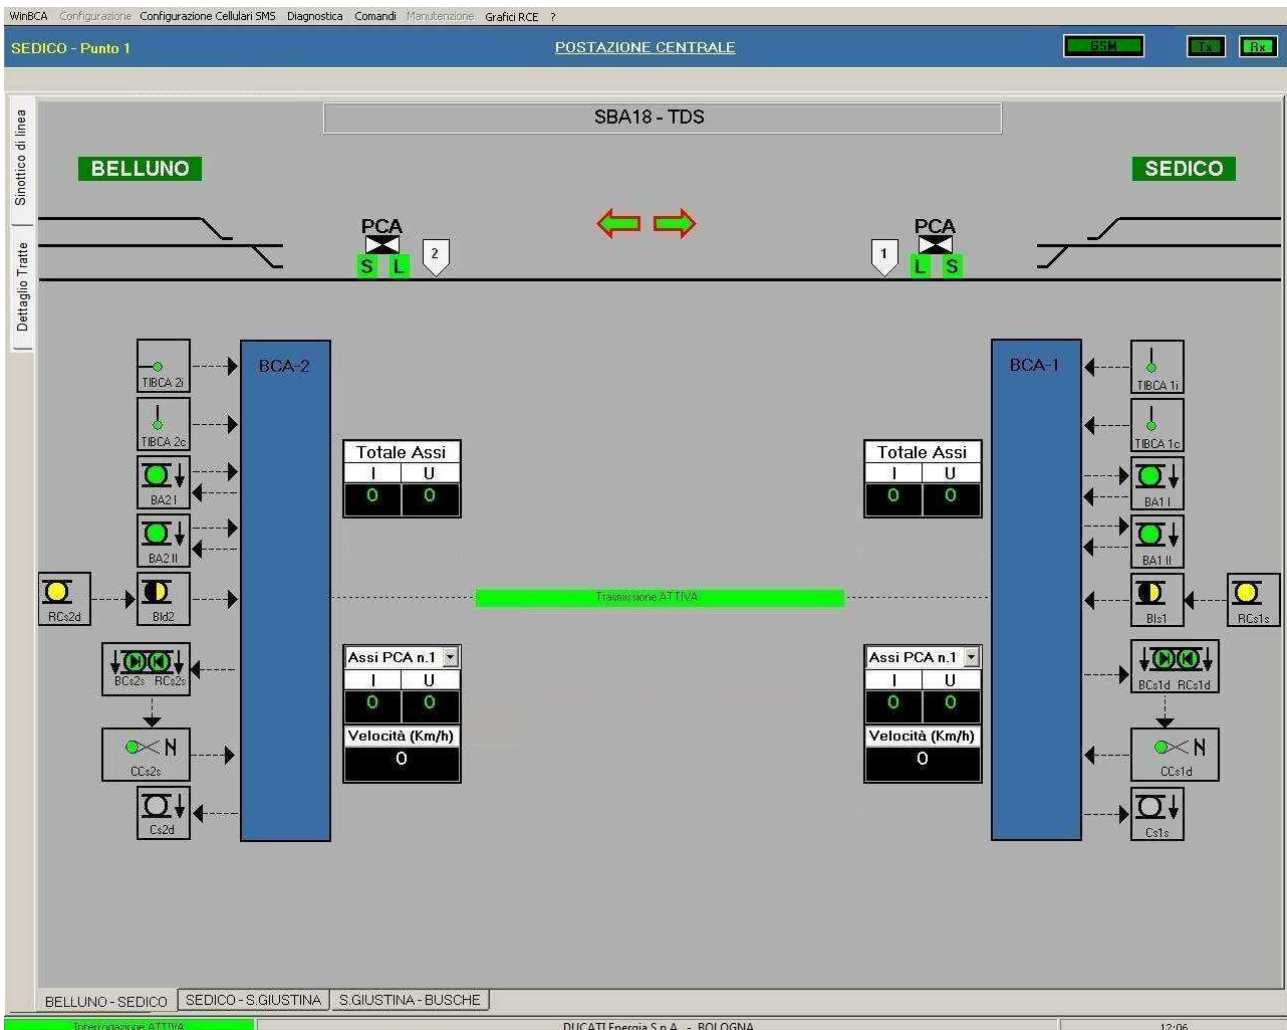 WinBCA Configurazione Configurazione Cellulari SMS Diagnostica Comandi Manutenzione Grafici RCE ?
SEDICO - Punto 1 POSTAZIONE CENTRALE GSM Tx Rx
Sinottico di linea
Dettaglio Tratte
SBA18 - TDS
BELLUNO SEDICO
PCA PCA
2 1
S L L S
BCA-2 BCA-1
TIBCA 2i TIBCA 1i
TIBCA 2c TIBCA 1c
Totale Assi Totale Assi
I U I U
0 0 0 0
BA2 I BA1 I
BA2 II BA1 II
Trasmissione ATTIVA
RCs2d BId2 BIs1 RCs1s
Assi PCA n.1 Assi PCA n.1
I U I U
BCs2s RCs2s BCs1d RCs1d
0 0 0 0
Velocità (Km/h) Velocità (Km/h)
0 0
N N
CCs2s CCs1d
Cs2d Cs1s
BELLUNO - SEDICO SEDICO - S.GIUSTINA S.GIUSTINA - BUSCHE
Interrogazione ATTIVA DUCATI Energia S.p.A. - BOLOGNA 12:06